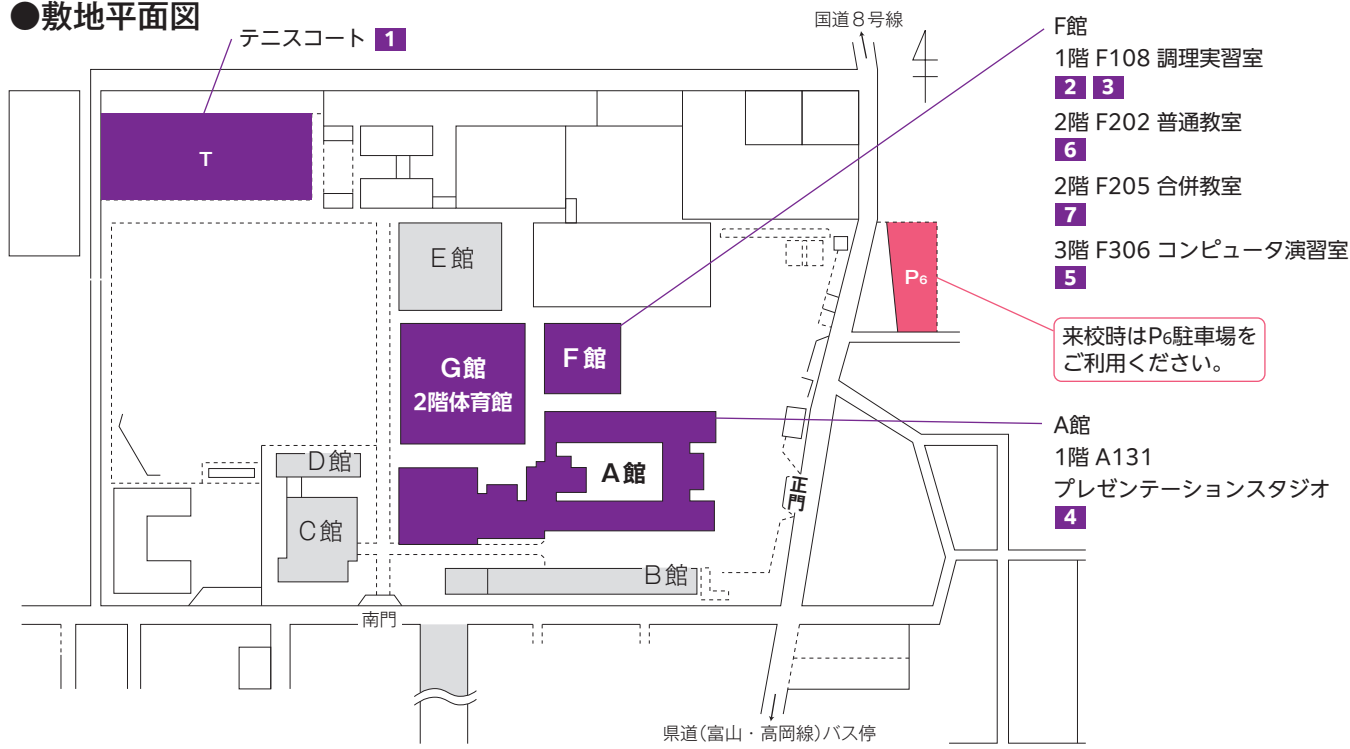 ●敷地平面図
テニスコート 1
国道8号線
F館
1階 F108 調理実習室
2 3
2階 F202 普通教室
6
2階 F205 合併教室
7
3階 F306 コンピュータ演習室
5
T
E館
P6
来校時はP6駐車場を
ご利用ください。
G館
2階体育館
F館
A館
1階 A131
プレゼンテーションスタジオ
4
D館
A館
正門
C館
B館
南門
県道(富山・高岡線)バス停